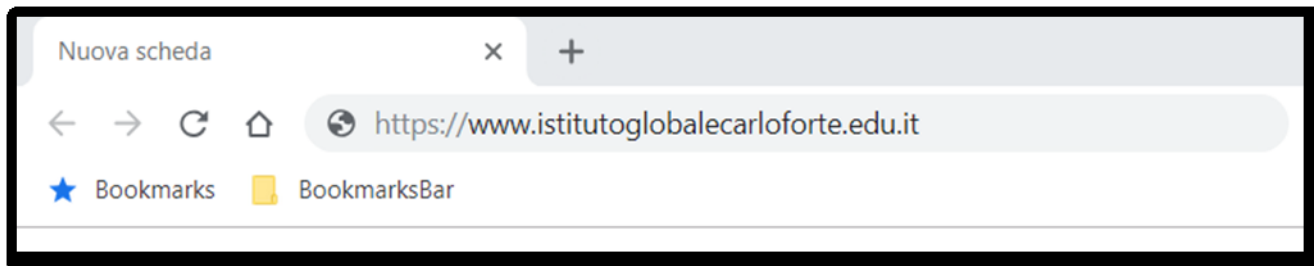 Nuova scheda
https://www.istitutoglobalecarloforte.edu.it
Bookmarks BookmarksBar